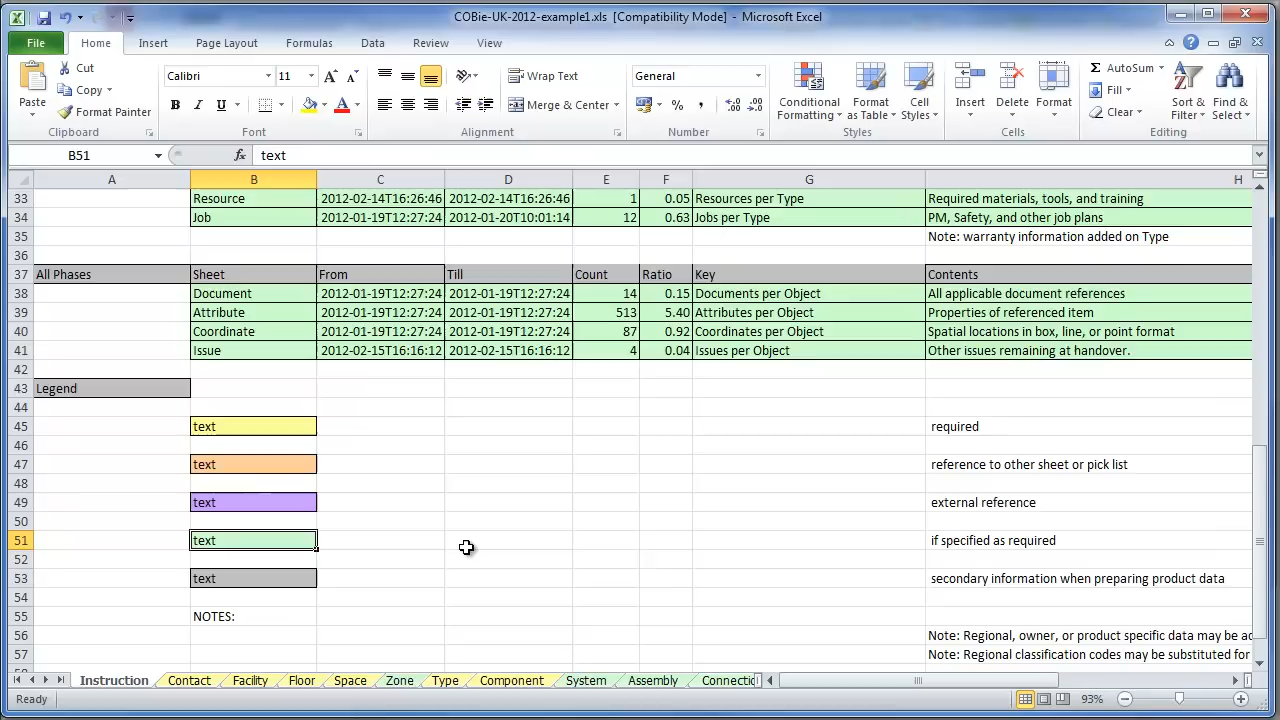 COBie-UK-2012-example1.xls [Compatibility Mode] - Microsoft Excel
File Home Insert Page Layout Formulas Data Review View
Paste Cut Copy Format Painter Clipboard
Calibri 11 B I U A Font
Wrap Text Merge & Center Alignment
General % , Number
Conditional Formatting Format as Table Cell Styles Styles
Insert Delete Format Cells
AutoSum Fill Clear Sort & Filter Find & Select Editing
B51 fx text
A B C D E F G H
33 Resource 2012-02-14T16:26:46 2012-02-14T16:26:46 1 0.05 Resources per Type Required materials, tools, and training
34 Job 2012-01-19T12:27:24 2012-01-20T10:01:14 12 0.63 Jobs per Type PM, Safety, and other job plans
35 Note: warranty information added on Type
36
37 All Phases Sheet From Till Count Ratio Key Contents
38 Document 2012-01-19T12:27:24 2012-01-19T12:27:24 14 0.15 Documents per Object All applicable document references
39 Attribute 2012-01-19T12:27:24 2012-01-19T12:27:24 513 5.40 Attributes per Object Properties of referenced item
40 Coordinate 2012-01-19T12:27:24 2012-01-19T12:27:24 87 0.92 Coordinates per Object Spatial locations in box, line, or point format
41 Issue 2012-02-15T16:16:12 2012-02-15T16:16:12 4 0.04 Issues per Object Other issues remaining at handover.
42
43 Legend
44
45 text required
46
47 text reference to other sheet or pick list
48
49 text external reference
50
51 text if specified as required
52
53 text secondary information when preparing product data
54
55 NOTES:
56 Note: Regional, owner, or product specific data may be
57 Note: Regional classification codes may be substituted for
Instruction Contact Facility Floor Space Zone Type Component System Assembly Connectio
Ready 93%